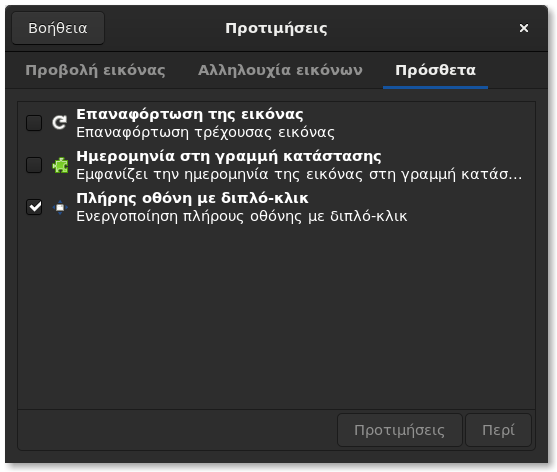 Βοήθεια
Προτιμήσεις
Προβολή εικόνας
Αλληλουχία εικόνων
Πρόσθετα
Επαναφόρτωση της εικόνας
Επαναφόρτωση τρέχουσας εικόνας
Ημερομηνία στη γραμμή κατάστασης
Εμφανίζει την ημερομηνία της εικόνας στη γραμμή κατάσ...
Πλήρης οθόνη με διπλό-κλικ
Ενεργοποίηση πλήρους οθόνης με διπλό-κλικ
Προτιμήσεις
Περί